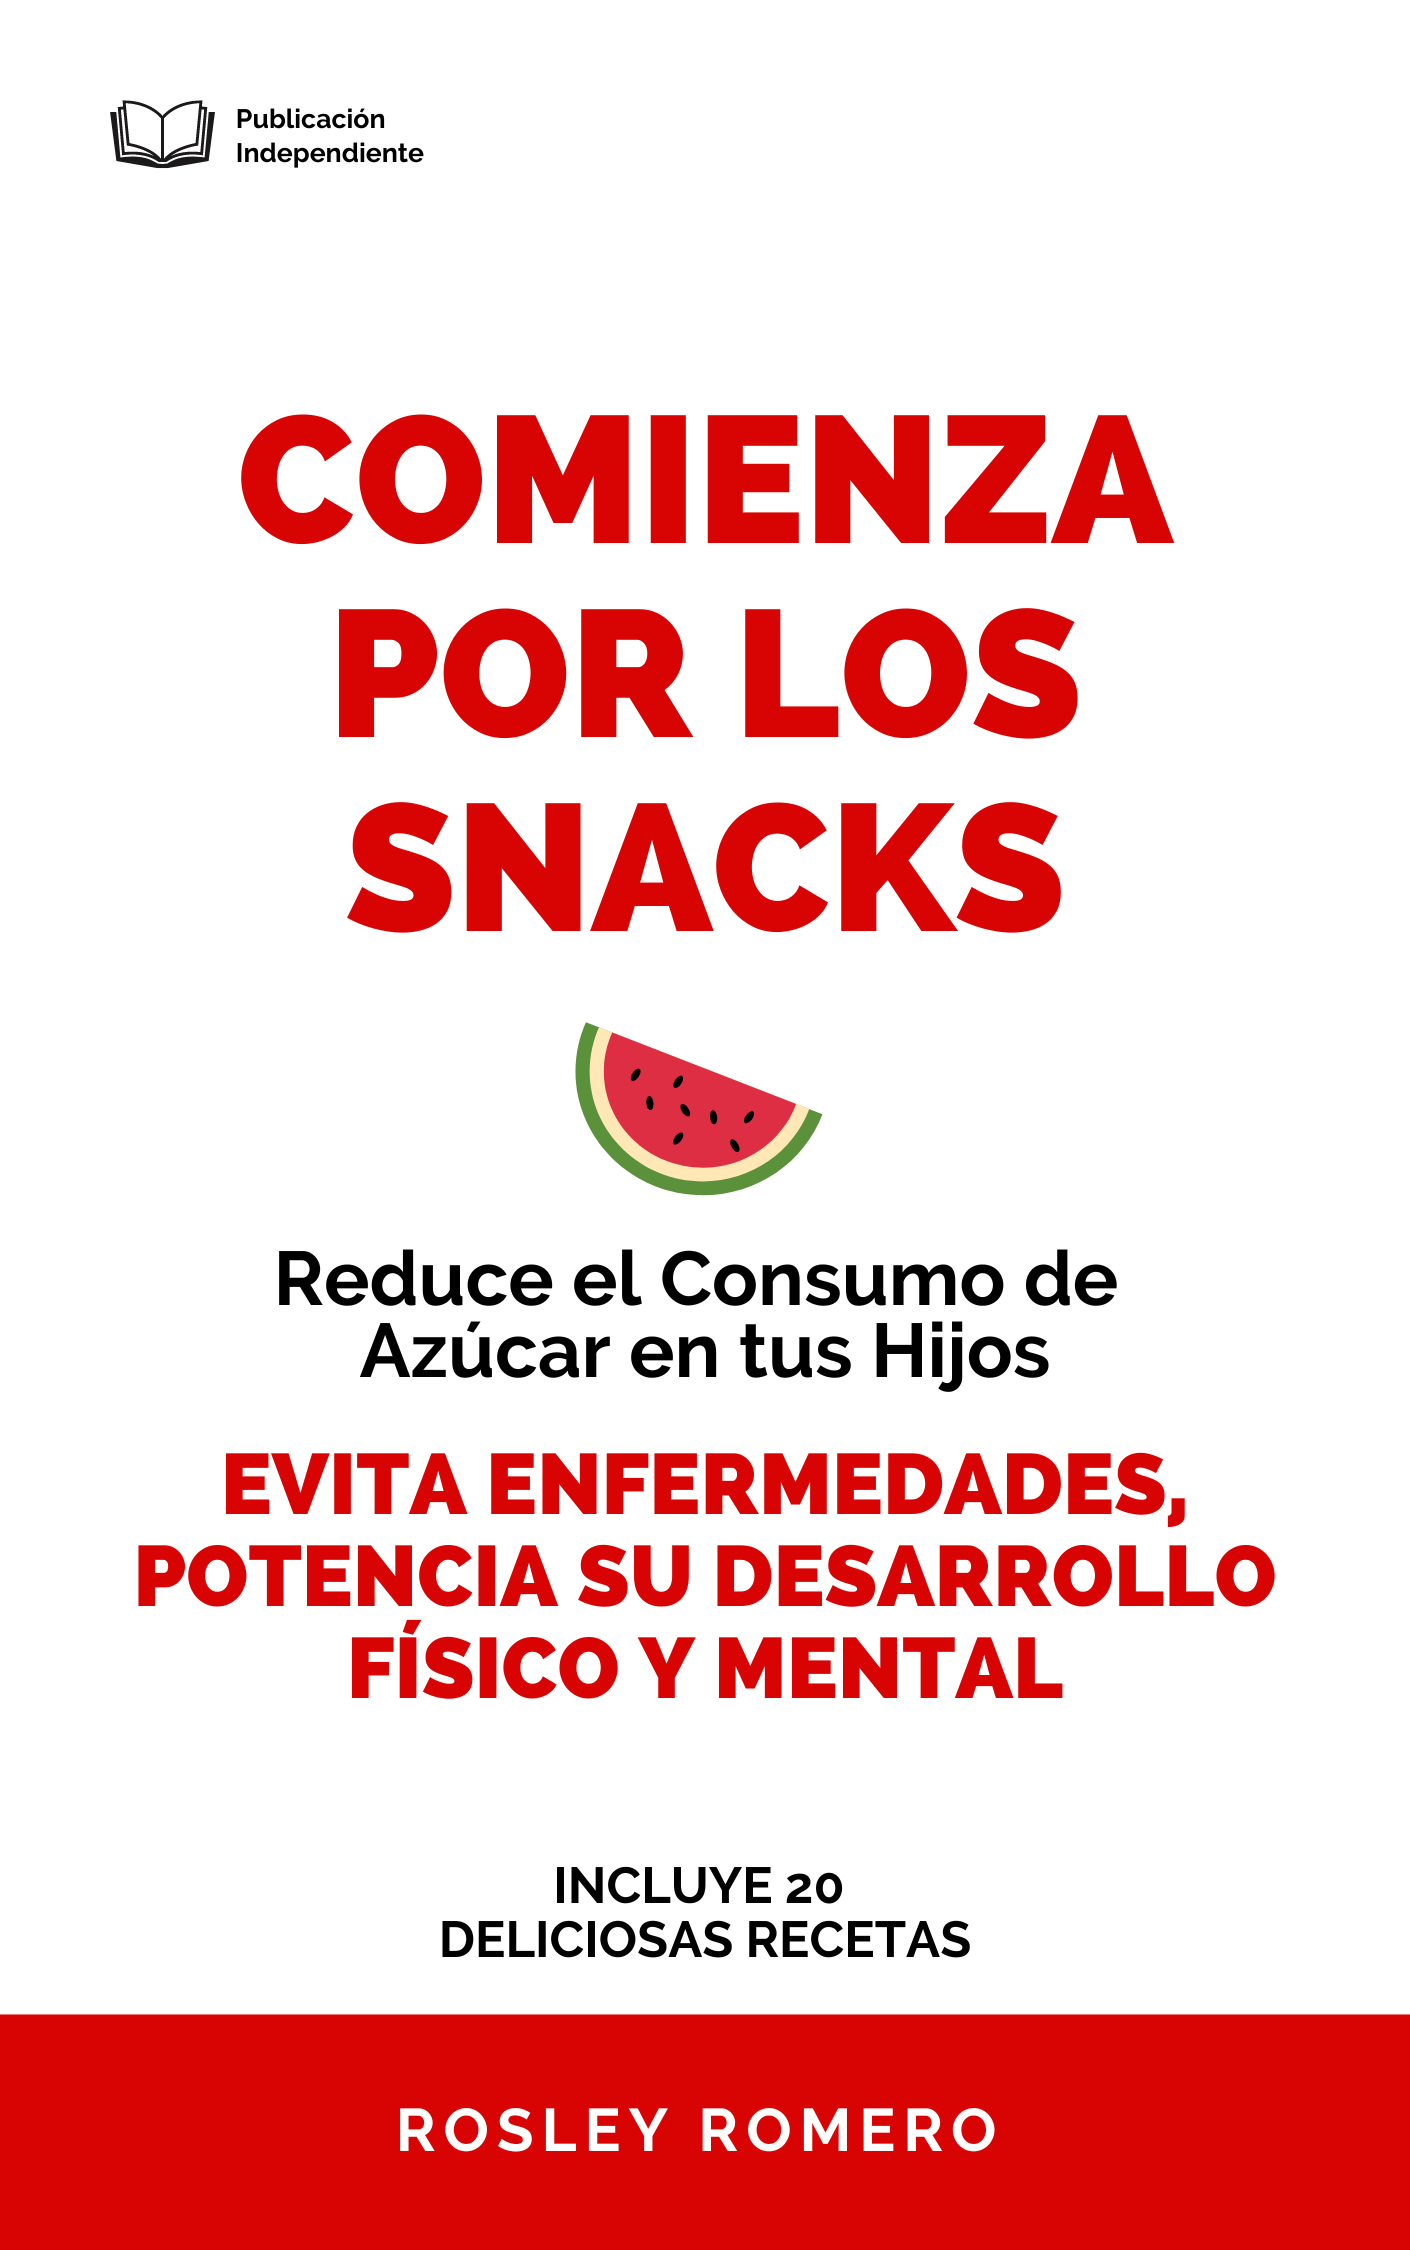 Publicación
Independiente
COMIENZA
POR LOS
SNACKS
Reduce el Consumo de
Azúcar en tus Hijos
EVITA ENFERMEDADES,
POTENCIA SU DESARROLLO
FÍSICO Y MENTAL
INCLUYE 20
DELICIOSAS RECETAS
ROSLEY ROMERO